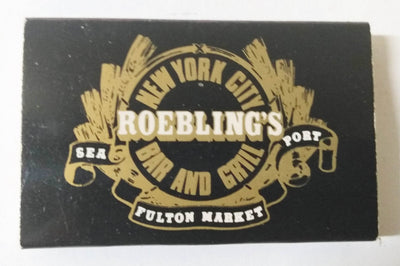 NEW YORK CITY
ROEBLING'S
BAR AND GRILL
SEA PORT
FULTON MARKET